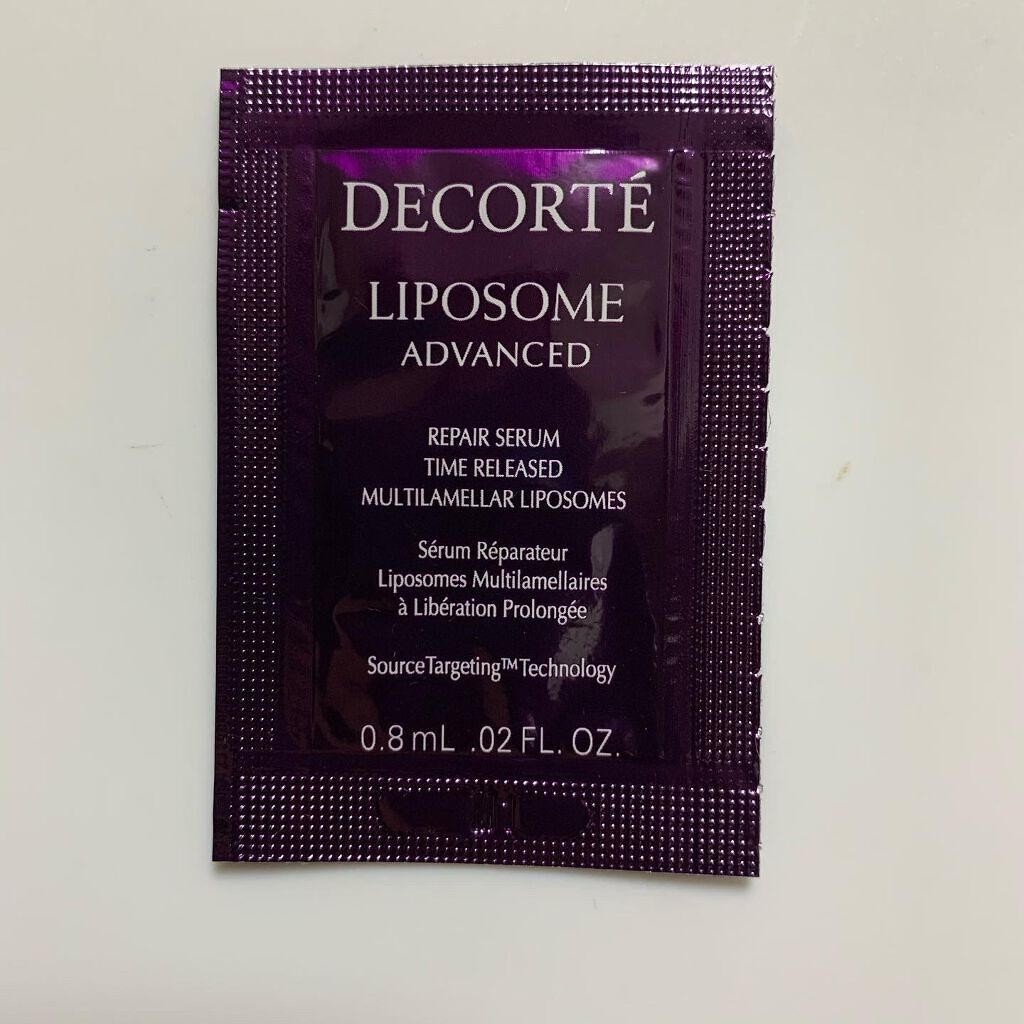 DECORTÉ
LIPOSOME
ADVANCED
REPAIR SERUM
TIME RELEASED
MULTILAMELLAR LIPOSOMES
Sérum Réparateur
Liposomes Multilamellaires
à Libération Prolongée
SourceTargeting™Technology
0.8 mL .02 FL. OZ.